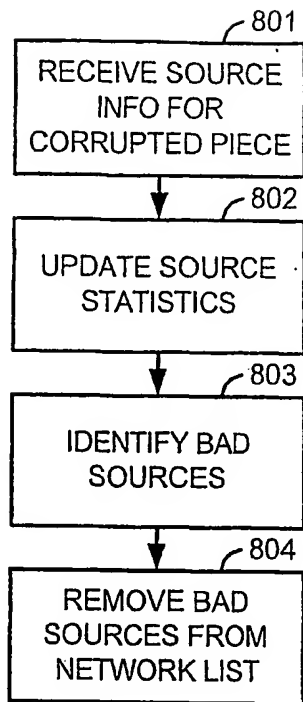 801
RECEIVE SOURCE
INFO FOR
CORRUPTED PIECE
802
UPDATE SOURCE
STATISTICS
803
IDENTIFY BAD
SOURCES
804
REMOVE BAD
SOURCES FROM
NETWORK LIST